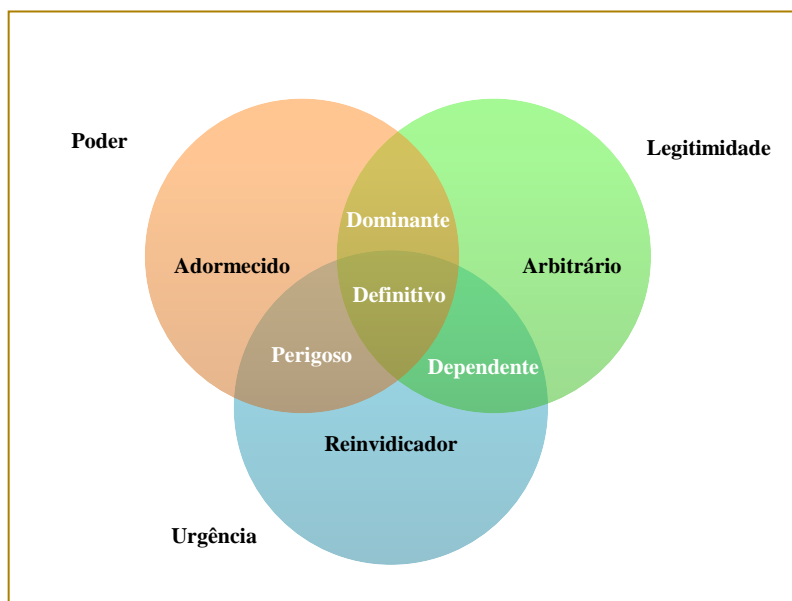 Poder
Legitimidade
Dominante
Adormecido
Arbitrário
Definitivo
Perigoso
Dependente
Reinvidicador
Urgência